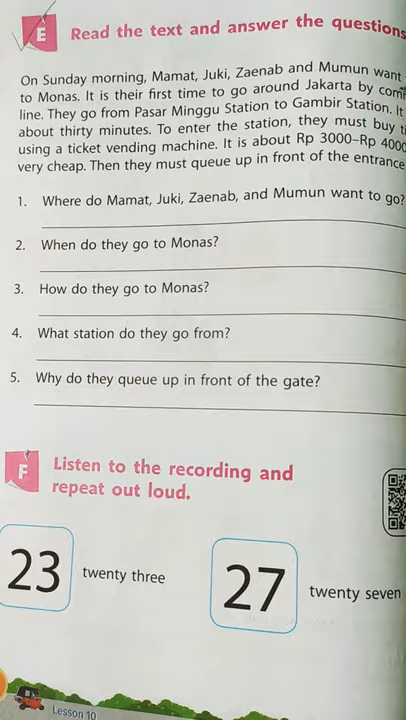 E Read the text and answer the questions
On Sunday morning, Mamat, Juki, Zaenab and Mumun want
to Monas. It is their first time to go around Jakarta by
line. They go from Pasar Minggu Station to Gambir Station. It
about thirty minutes. To enter the station, they must buy
using a ticket vending machine. It is about Rp 3000–Rp 4000
very cheap. Then they must queue up in front of the entrance
1. Where do Mamat, Juki, Zaenab, and Mumun want to go?
2. When do they go to Monas?
3. How do they go to Monas?
4. What station do they go from?
5. Why do they queue up in front of the gate?
F Listen to the recording and
repeat out loud.
23 twenty three
27 twenty seven
Lesson 10